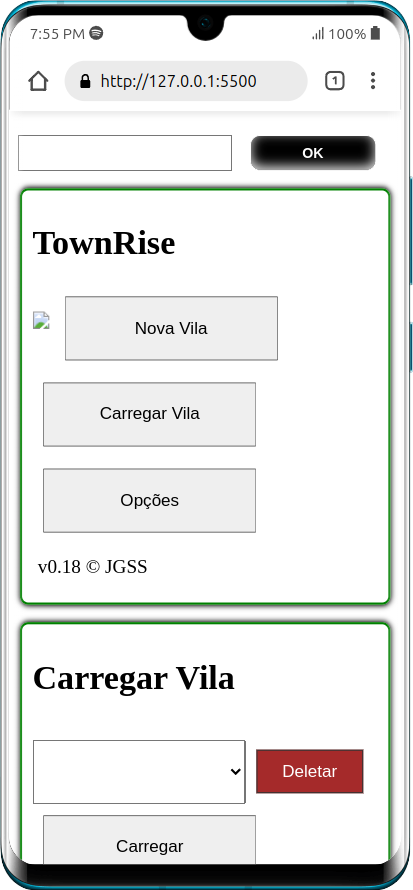 7:55 PM 100%
http://127.0.0.1:5500 1
OK
TownRise
Nova Vila
Carregar Vila
Opções
v0.18 © JGSS
Carregar Vila
Deletar
Carregar